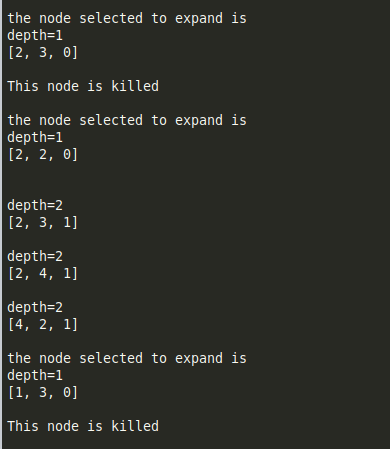 the node selected to expand is
depth=1
[2, 3, 0]
This node is killed
the node selected to expand is
depth=1
[2, 2, 0]
depth=2
[2, 3, 1]
depth=2
[2, 4, 1]
depth=2
[4, 2, 1]
the node selected to expand is
depth=1
[1, 3, 0]
This node is killed